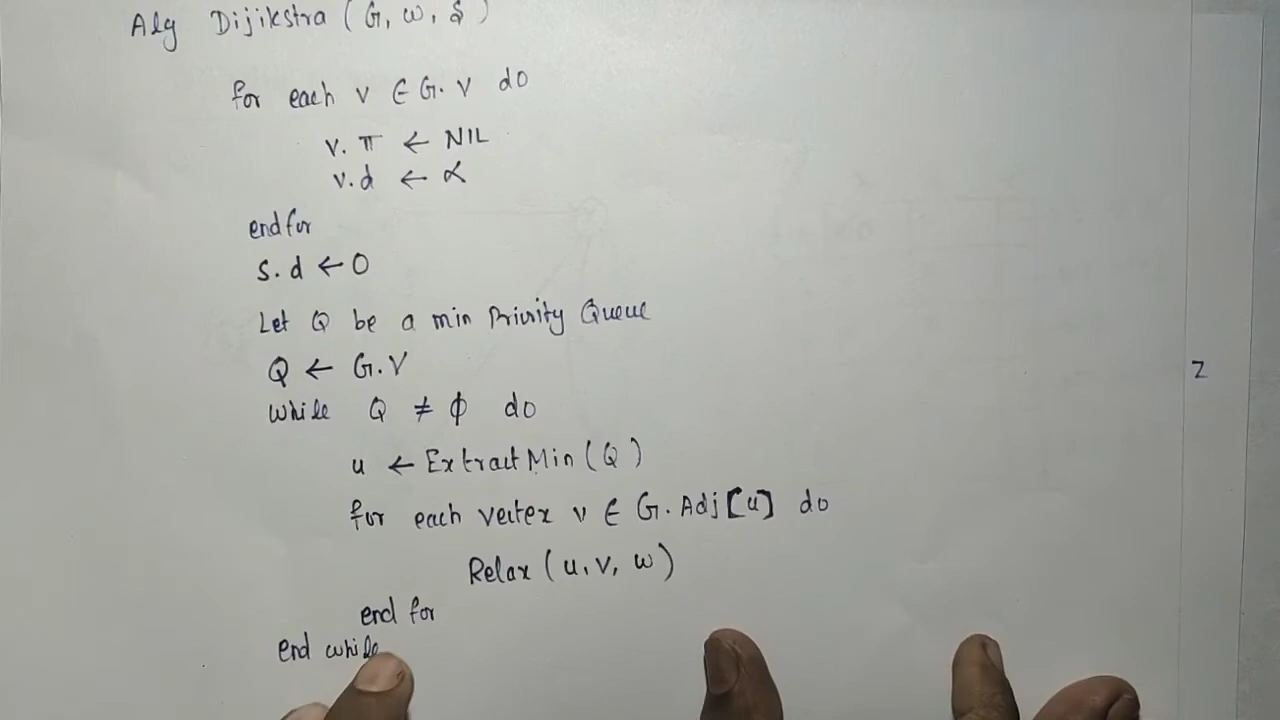 Alg Dijikstra (G, w, s)
for each v ∈ G.V do
v.π ← NIL
v.d ← ∝
endfor
s.d ← 0
Let Q be a min Priority Queue
Q ← G.V
while Q ≠ ϕ do
u ← ExtractMin(Q)
for each vertex v ∈ G.Adj[u] do
Relax (u, v, w)
end for
end while